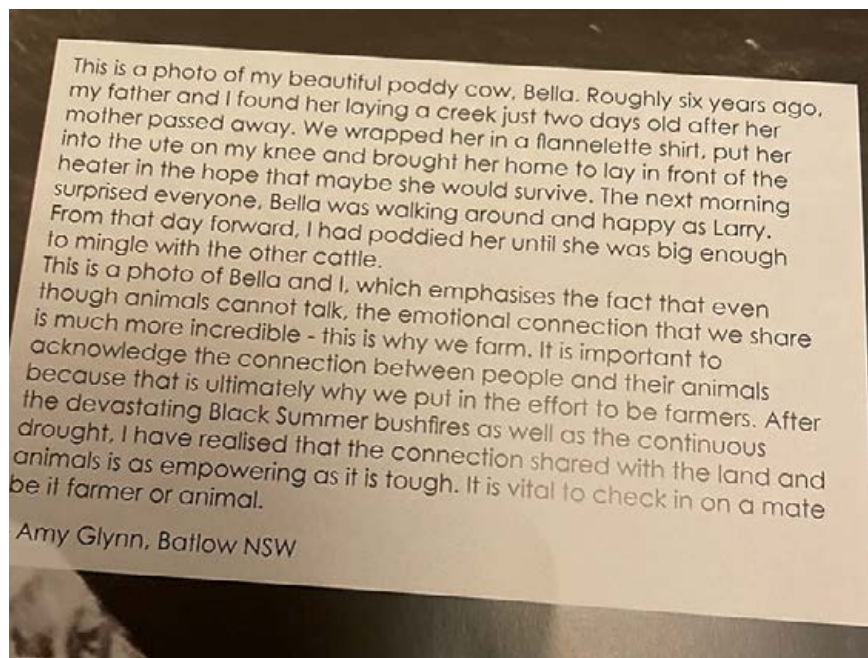 This is a photo of my beautiful poddy cow, Bella. Roughly six years ago,
my father and I found her laying a creek just two days old after her
mother passed away. We wrapped her in a flannelette shirt, put her
into the ute on my knee and brought her home to lay in front of the
heater in the hope that maybe she would survive. The next morning
surprised everyone, Bella was walking around and happy as Larry.
From that day forward, I had poddied her until she was big enough
to mingle with the other cattle.
This is a photo of Bella and I, which emphasises the fact that even
though animals cannot talk, the emotional connection that we share
is much more incredible - this is why we farm. It is important to
acknowledge the connection between people and their animals
because that is ultimately why we put in the effort to be farmers. After
the devastating Black Summer bushfires as well as the continuous
drought, I have realised that the connection shared with the land and
animals is as empowering as it is tough. It is vital to check in on a mate
be it farmer or animal.
Amy Glynn, Batlow NSW